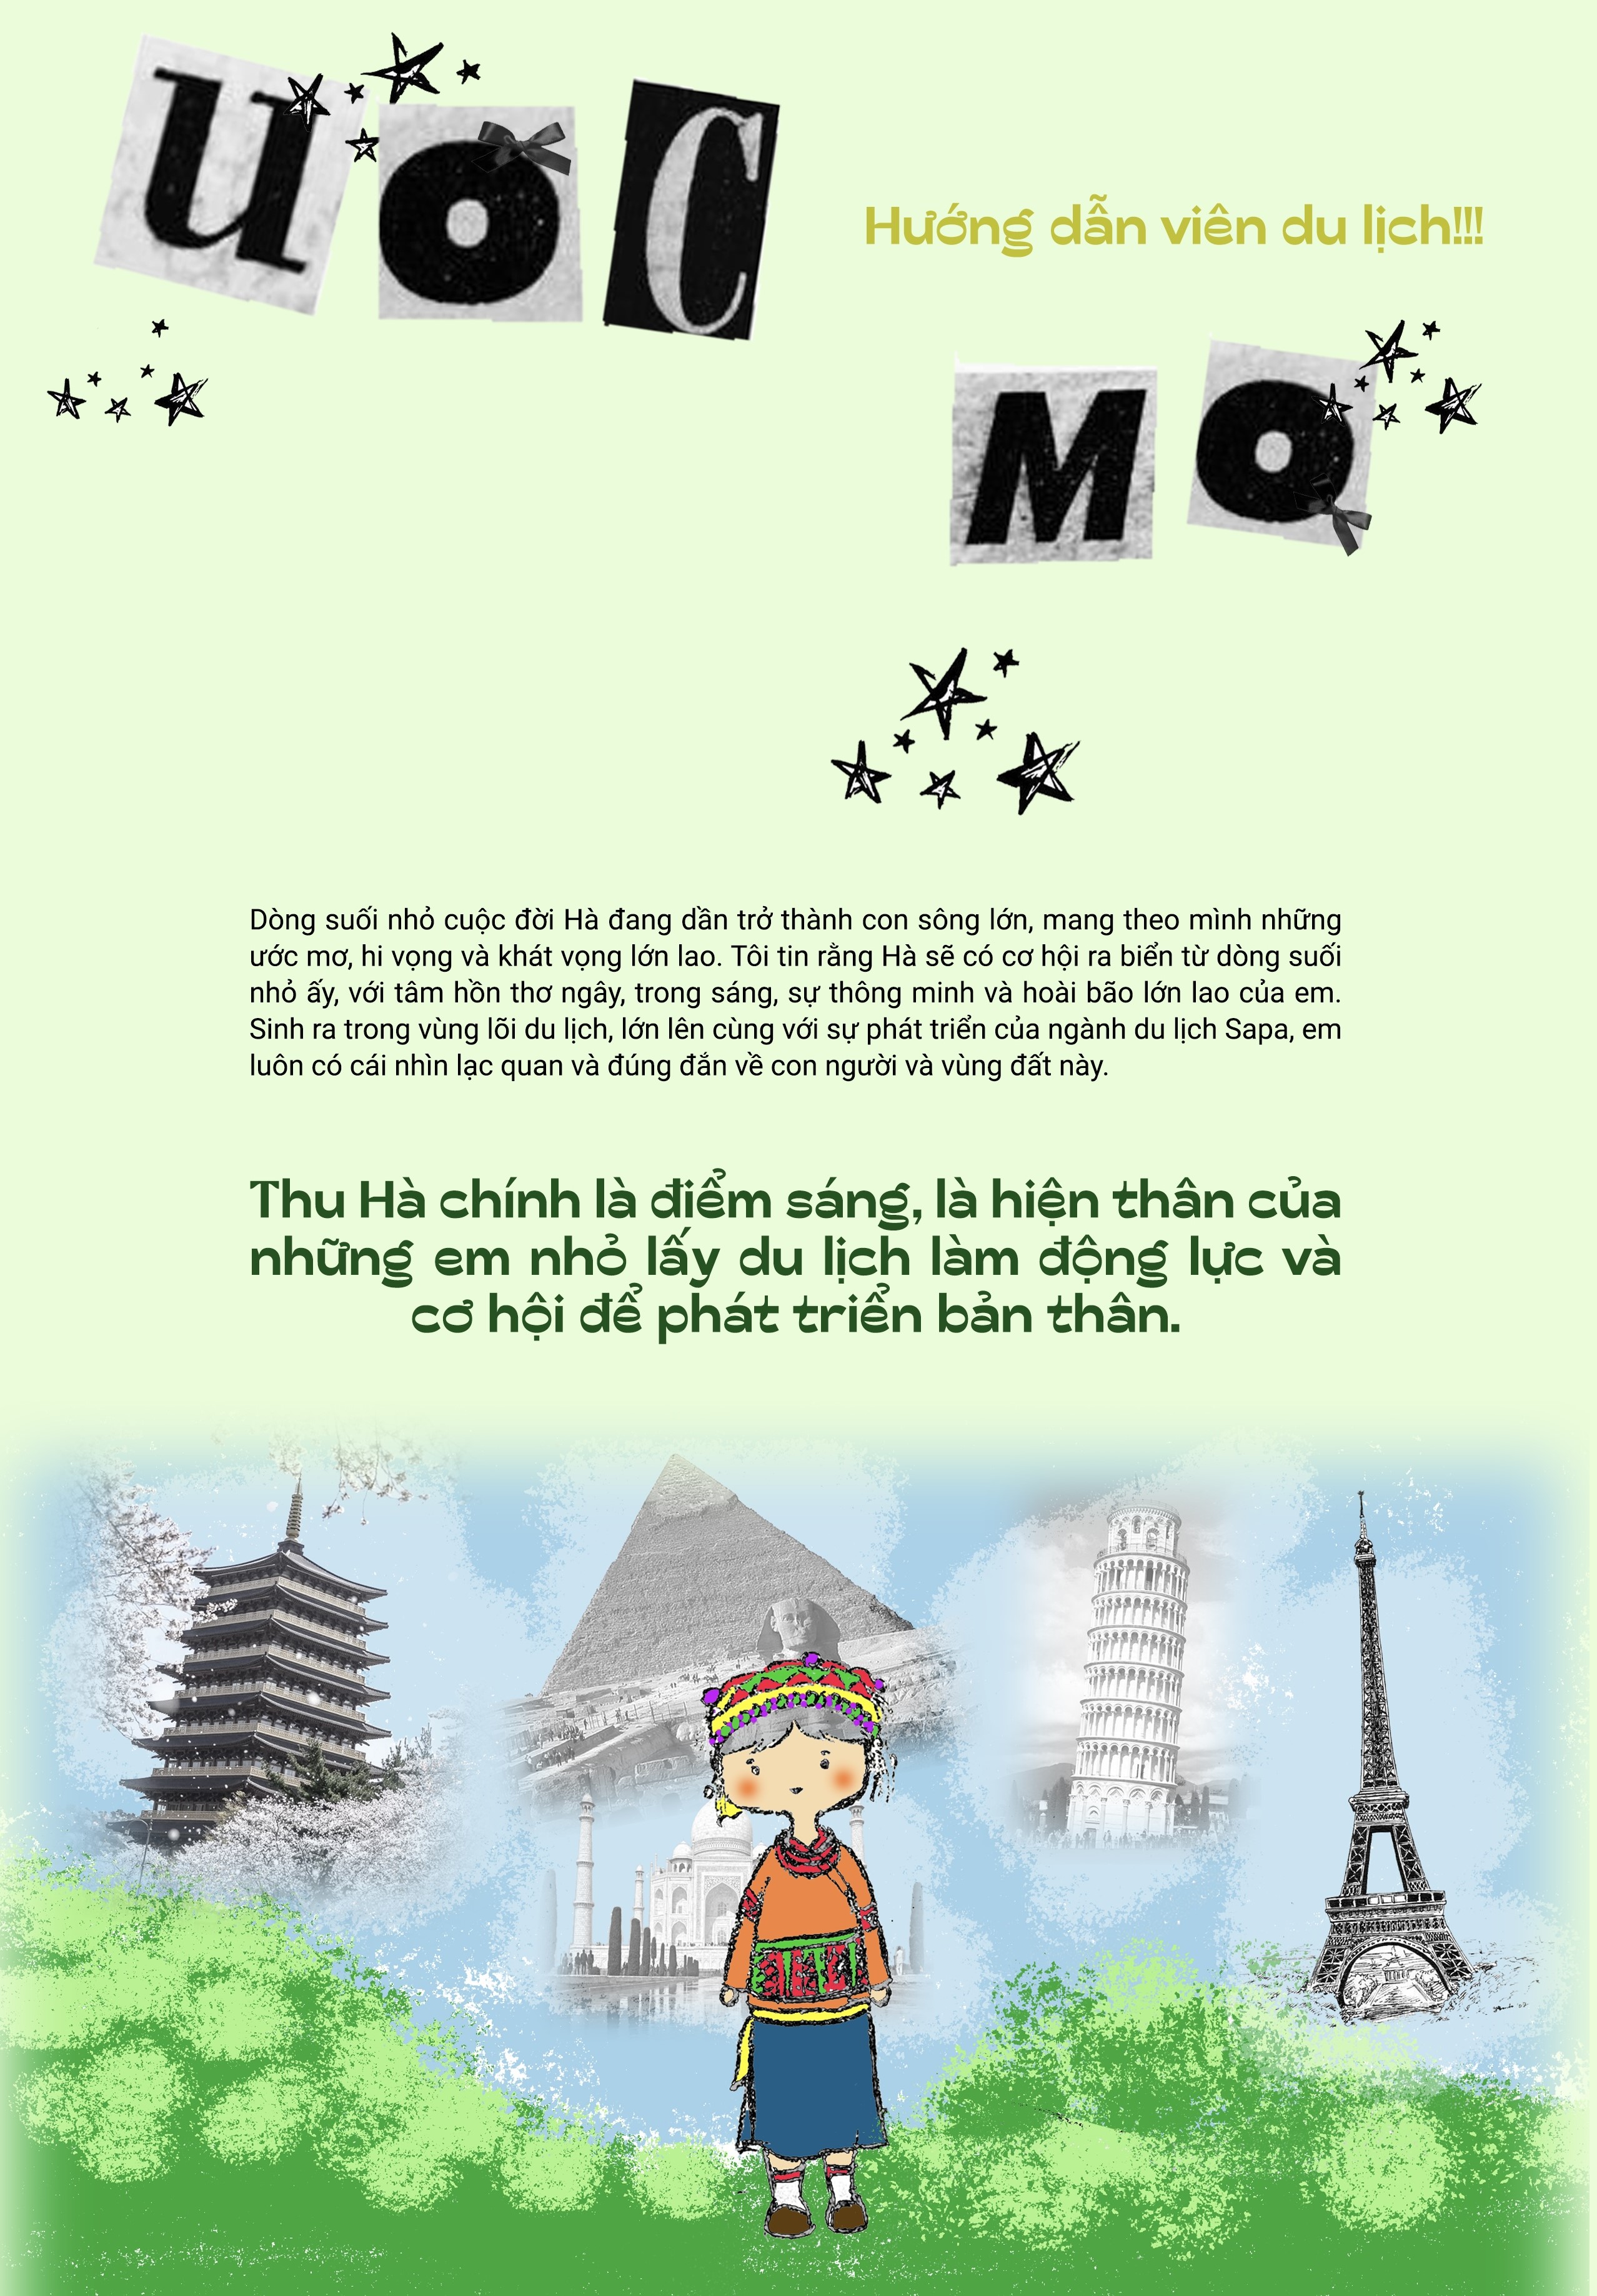 UOC
Hướng dẫn viên du lịch!!!
MO
Dòng suối nhỏ cuộc đời Hà đang dần trở thành con sông lớn, mang theo mình những
ước mơ, hi vọng và khát vọng lớn lao. Tôi tin rằng Hà sẽ có cơ hội ra biển từ dòng suối
nhỏ ấy, với tâm hồn thơ ngây, trong sáng, sự thông minh và hoài bão lớn lao của em.
Sinh ra trong vùng lõi du lịch, lớn lên cùng với sự phát triển của ngành du lịch Sapa, em
luôn có cái nhìn lạc quan và đúng đắn về con người và vùng đất này.
Thu Hà chính là điểm sáng, là hiện thân của
những em nhỏ lấy du lịch làm động lực và
cơ hội để phát triển bản thân.